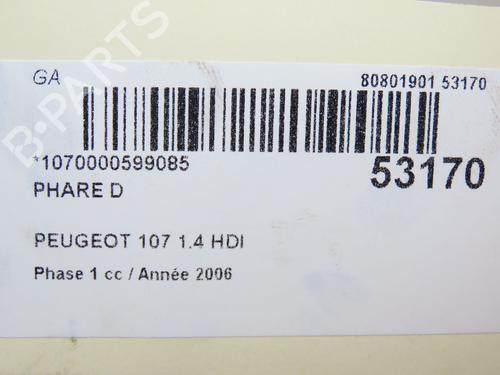 GA
80801901 53170
*1070000599085
53170
PHARE D
PEUGEOT 107 1.4 HDI
Phase 1 cc / Année 2006
B-PARTS